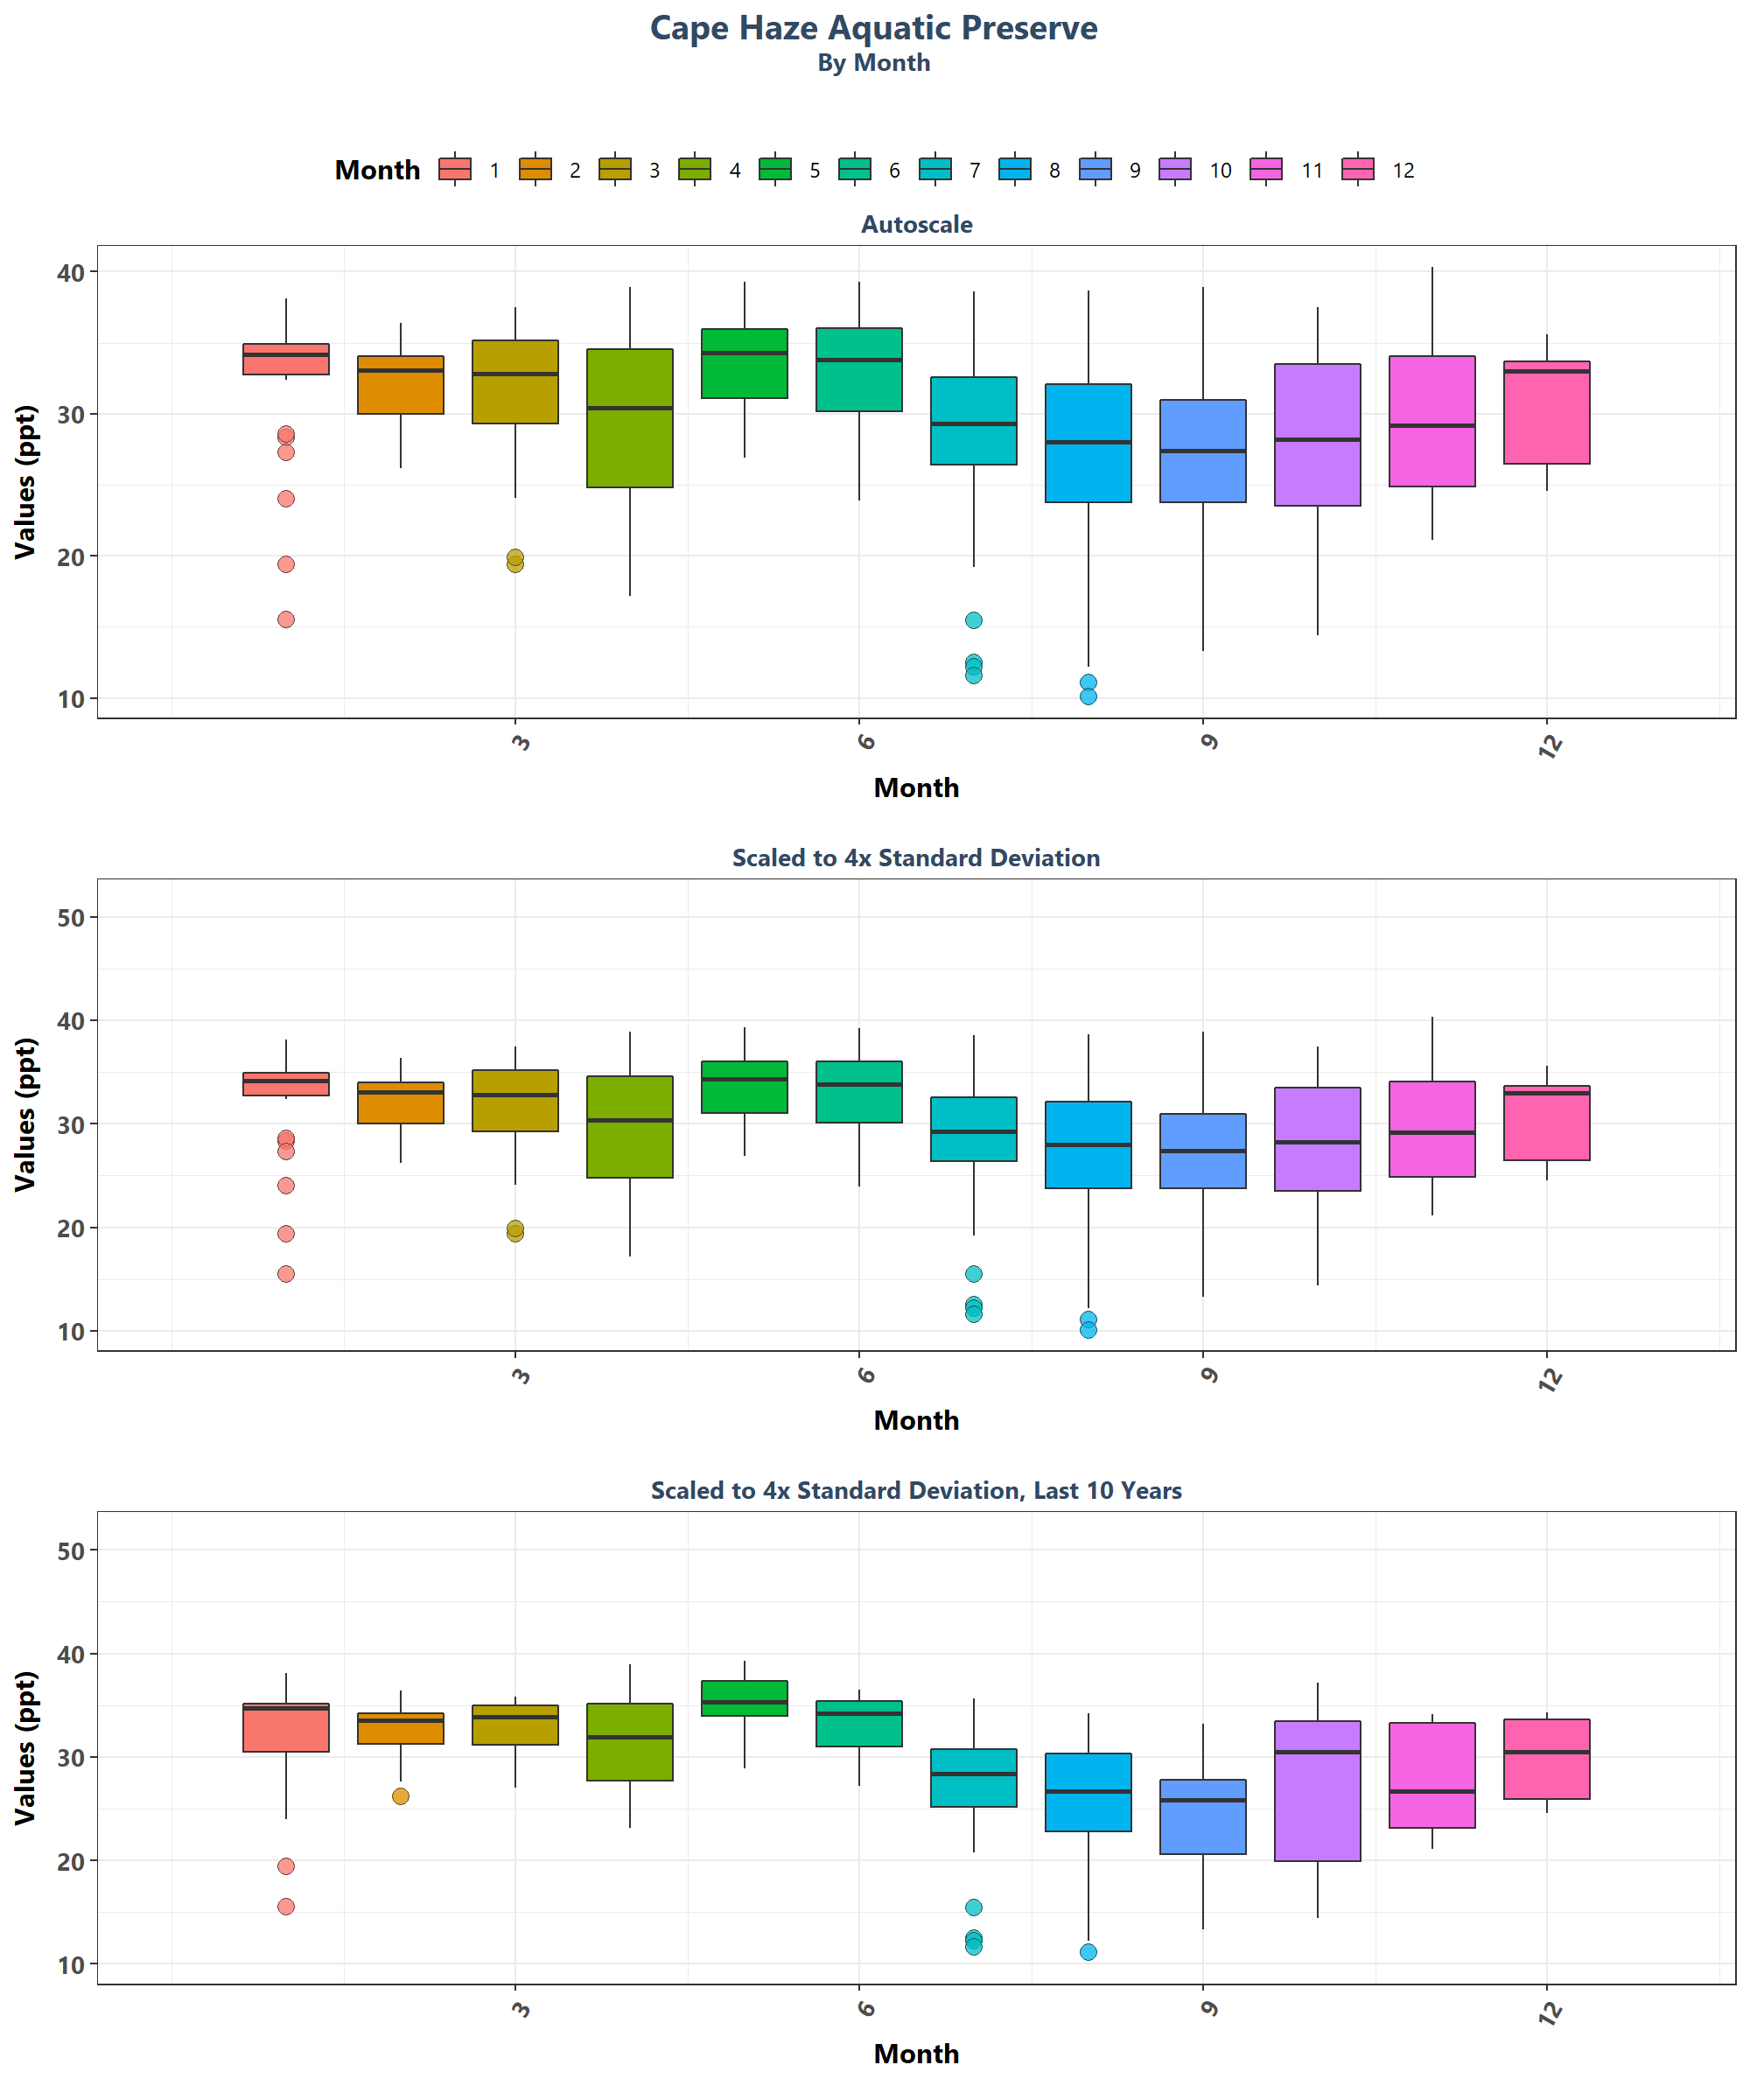 Cape Haze Aquatic Preserve
By Month
Month 1 2 3 4 5 6 7 8 9 10 11 12
Autoscale
Values (ppt)
40
30
20
10
3 6 9 12
Month
Scaled to 4x Standard Deviation
Values (ppt)
50
40
30
20
10
3 6 9 12
Month
Scaled to 4x Standard Deviation, Last 10 Years
Values (ppt)
50
40
30
20
10
3 6 9 12
Month